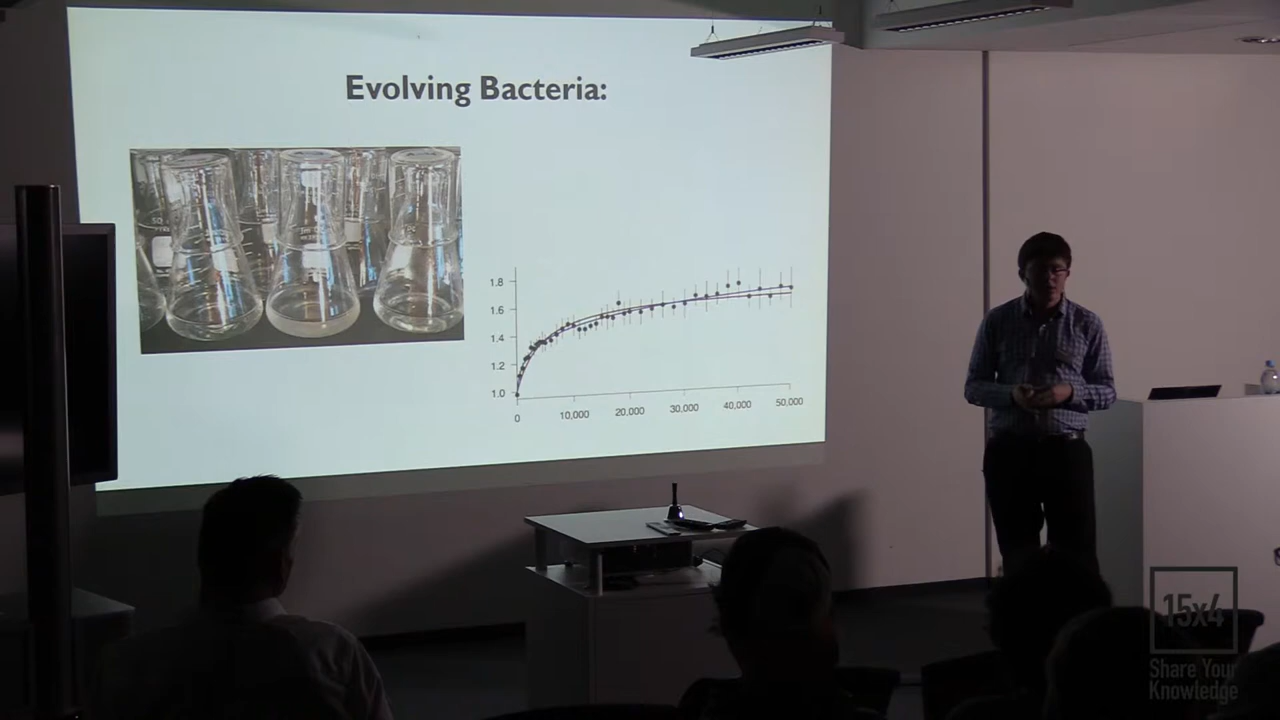 Evolving Bacteria:
1.8
1.6
1.4
1.2
1.0
0
10,000
20,000
30,000
40,000
50,000
15x4
Share Your
Knowledge